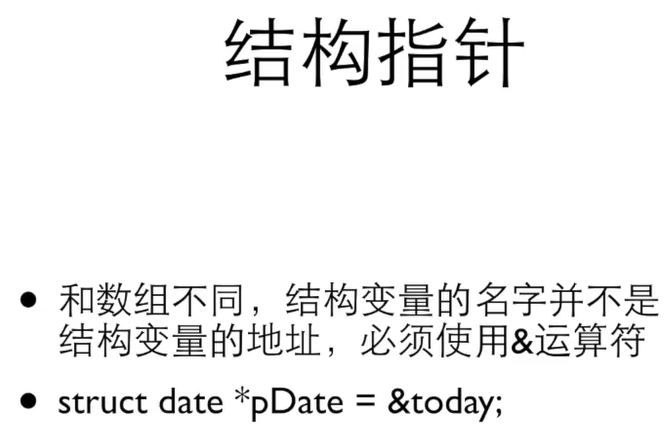 结构指针
• 和数组不同，结构变量的名字并不是
结构变量的地址，必须使用&运算符
• struct date *pDate = &today;